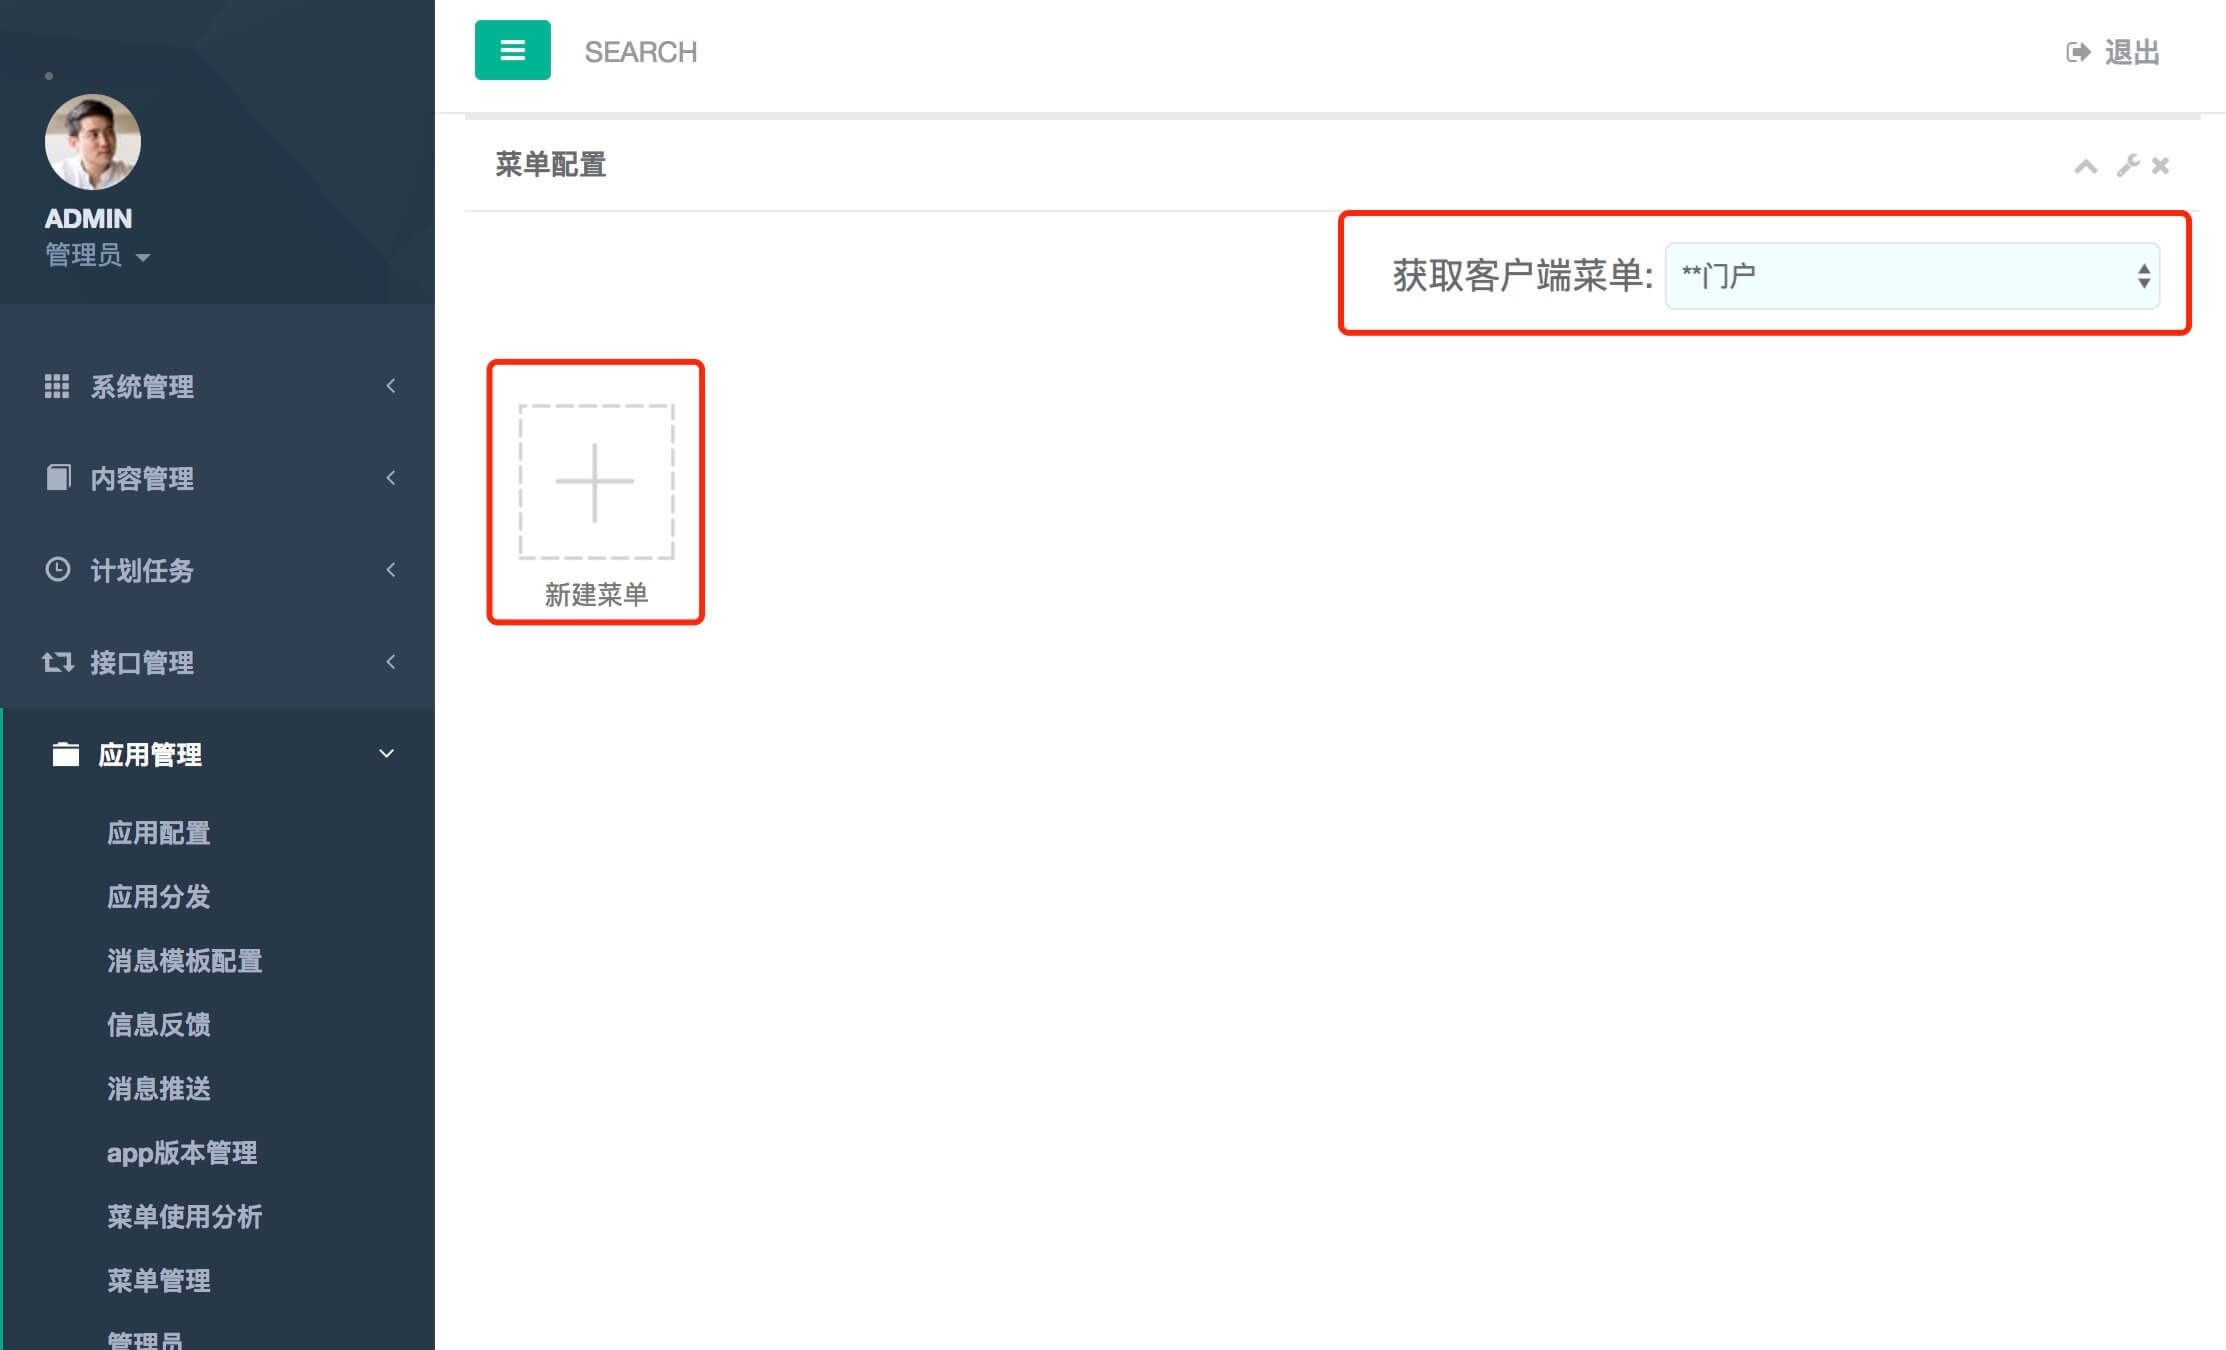 SEARCH
退出
ADMIN
管理员
菜单配置
获取客户端菜单:
**门户
新建菜单
系统管理
内容管理
计划任务
接口管理
应用管理
应用配置
应用分发
消息模板配置
信息反馈
消息推送
app版本管理
菜单使用分析
菜单管理
管理员